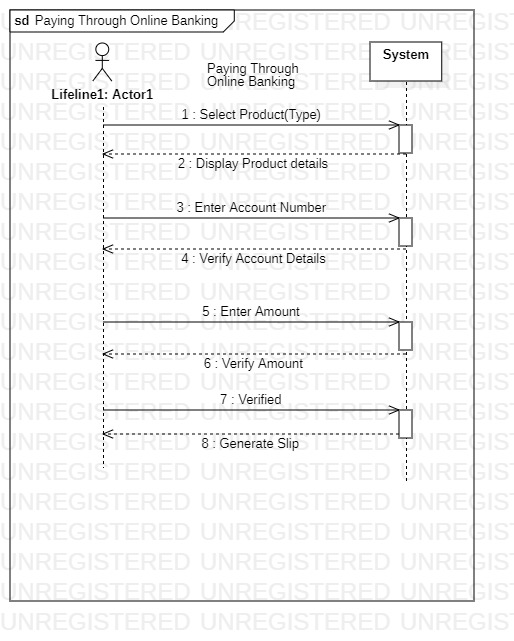 sd Paying Through Online Banking
System
Paying Through
Online Banking
Lifeline1: Actor1
1 : Select Product(Type)
2 : Display Product details
3 : Enter Account Number
4 : Verify Account Details
5 : Enter Amount
6 : Verify Amount
7 : Verified
8 : Generate Slip
UNREGISTERED